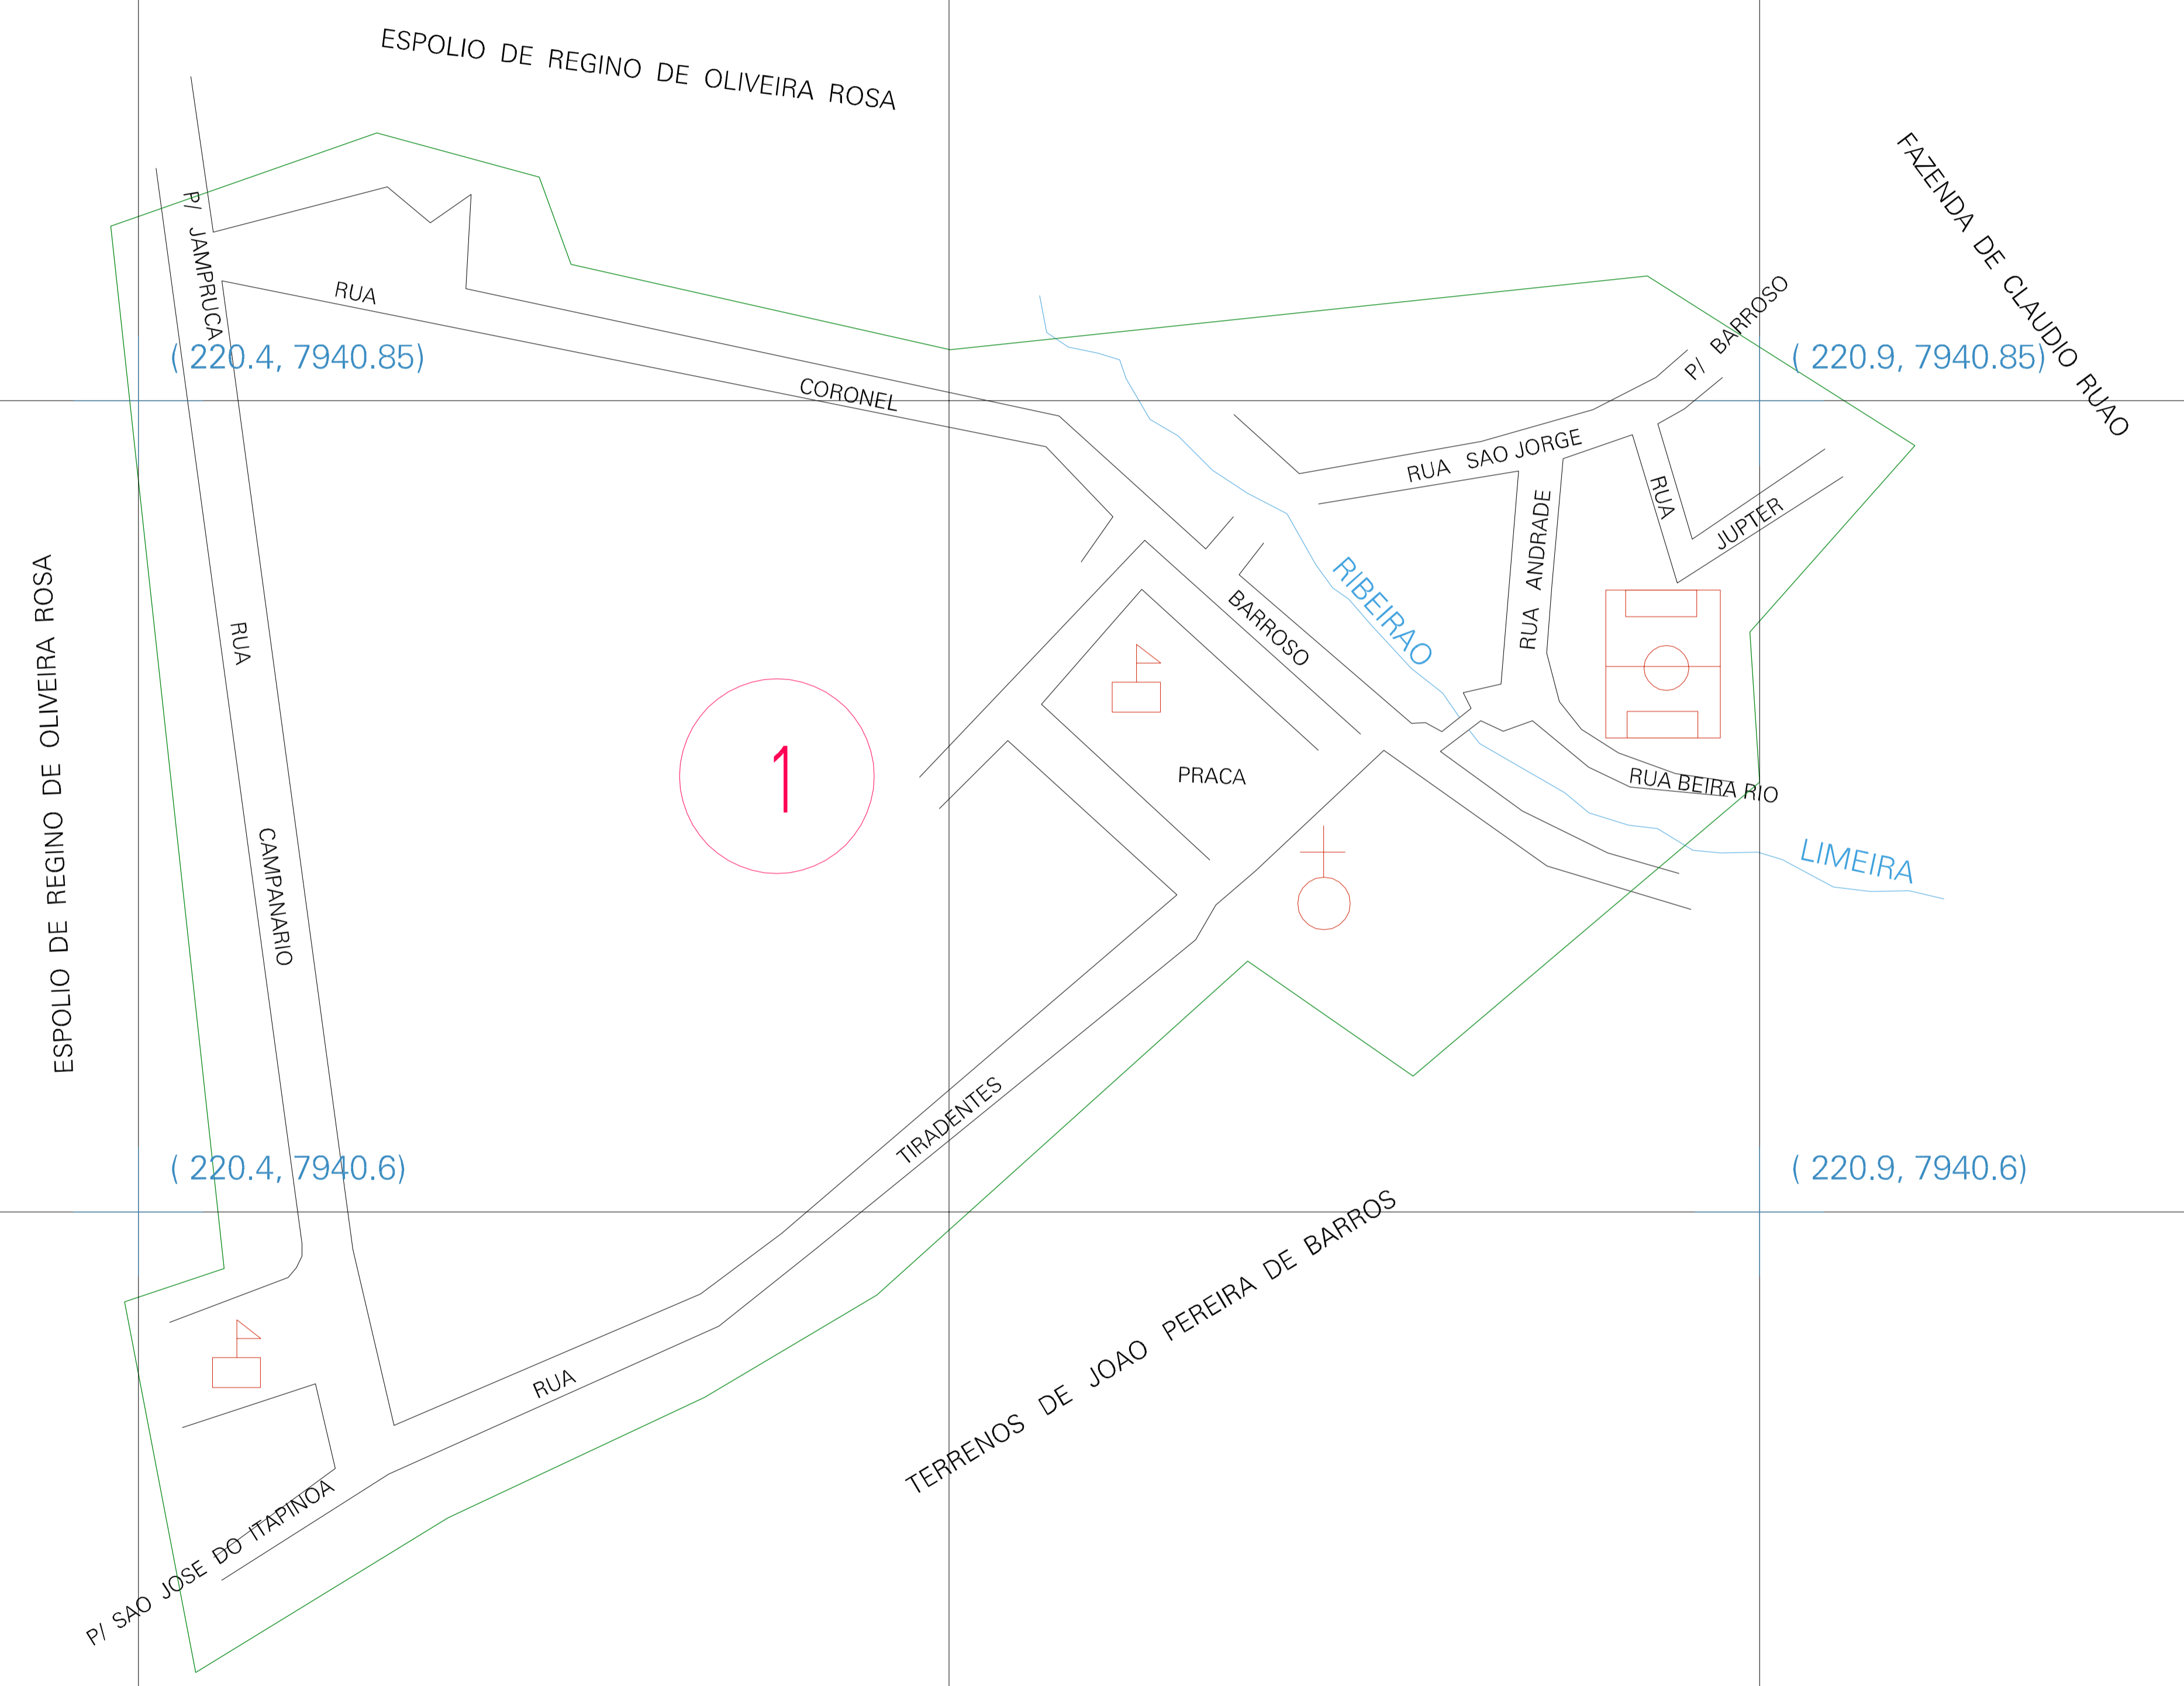 ESPOLIO DE REGINO DE OLIVEIRA ROSA
FAZENDA DE CLAUDIO RUAO
P/ JAMPRUCA
RUA
CORONEL
BARROSO
( 220.4, 7940.85)
( 220.9, 7940.85)
P/ BARROSO
RUA SAO JORGE
RUA ANDRADE
RUA
JUPTER
RIBEIRAO
LIMEIRA
ESPOLIO DE REGINO DE OLIVEIRA ROSA
RUA
CAMPANARIO
1
PRACA
RUA BEIRA RIO
( 220.4, 7940.6)
( 220.9, 7940.6)
RUA
TIRADENTES
TERRENOS DE JOAO PEREIRA DE BARROS
P/ SAO JOSE DO ITAPINOA